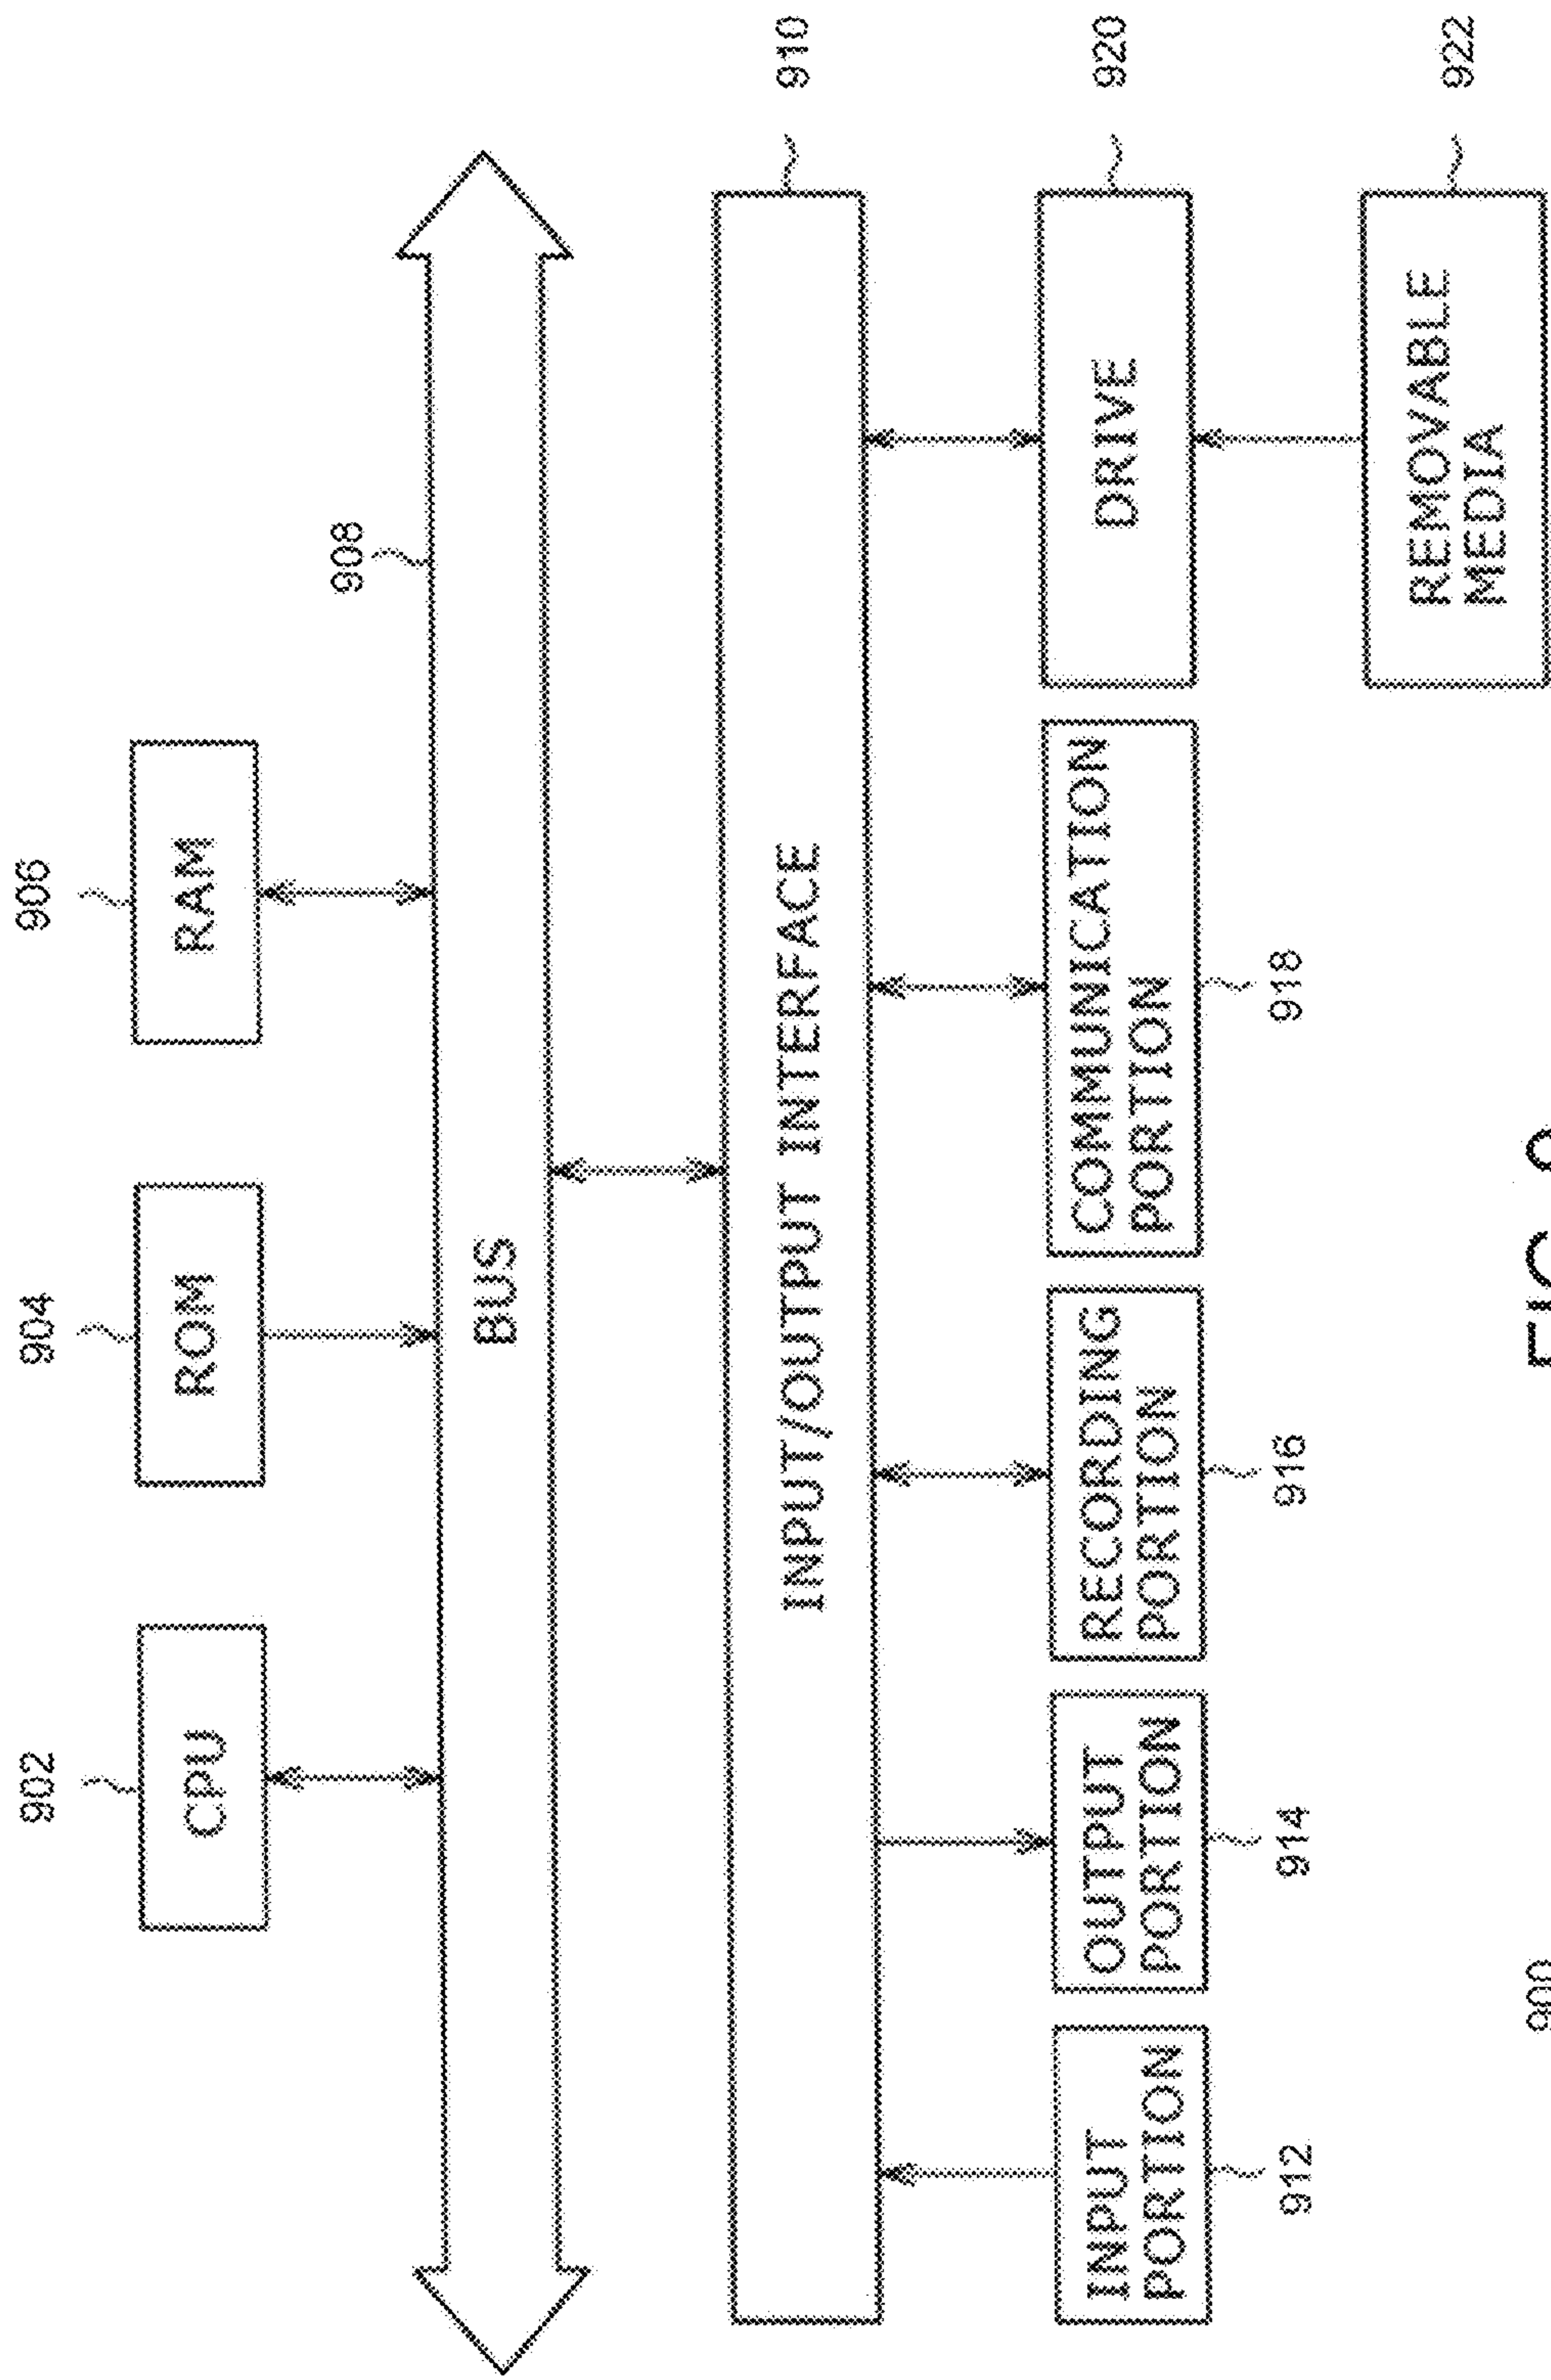 902
904
906
CPU
ROM
RAM
908
BUS
910
INPUT/OUTPUT INTERFACE
INPUT
PORTION
OUTPUT
PORTION
RECORDING
PORTION
COMMUNICATION
PORTION
DRIVE
920
912
914
916
918
REMOVABLE
MEDIA
922
900